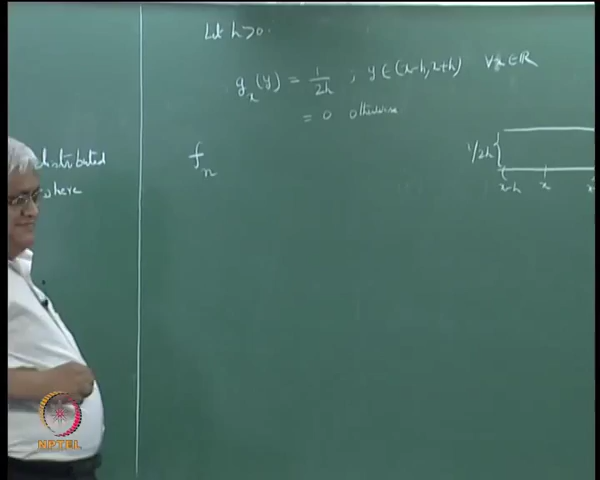 Let h>0.
g_x(y) = 1/2h ; y ∈ (x-h, x+h) ∀x ∈ ℝ
= 0 otherwise
distributed
where
f_n
1/2h
x-h x x
NPTEL